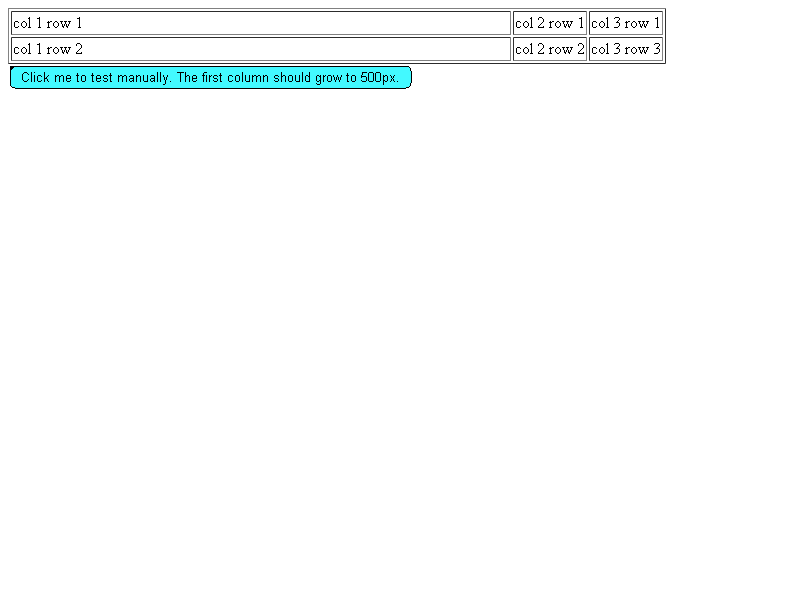 col 1 row 1 col 2 row 1 col 3 row 1
col 1 row 2 col 2 row 2 col 3 row 3
Click me to test manually. The first column should grow to 500px.